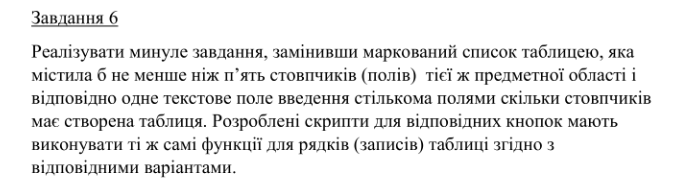 Завдання 6
Реалізувати минуле завдання, замінивши маркований список таблицею, яка
містила б не менше ніж п’ять стовпчиків (полів) тієї ж предметної області і
відповідно одне текстове поле введення стількома полями скільки стовпчиків
має створена таблиця. Розроблені скрипти для відповідних кнопок мають
виконувати ті ж самі функції для рядків (записів) таблиці згідно з
відповідними варіантами.